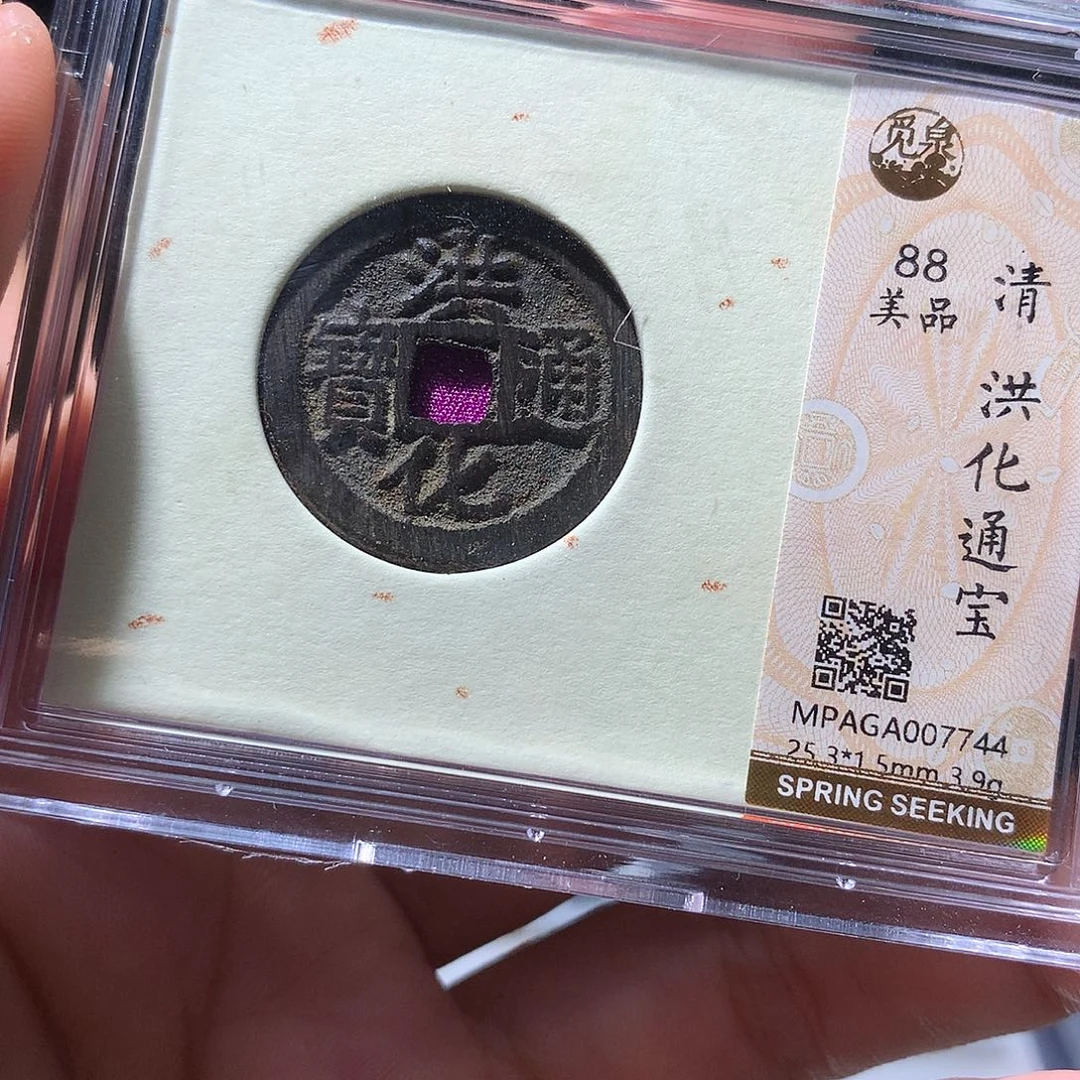 洪化通寳
觅泉
88
美品
清 洪化通宝
MPAGA007744
25.3*1.5mm 3.9g
SPRING SEEKING